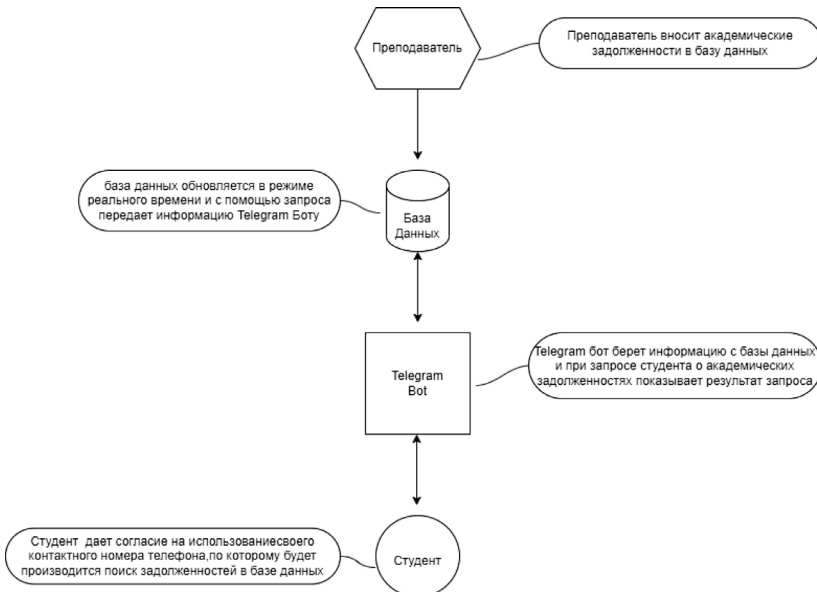 Преподаватель
Преподаватель вносит академические
задолженности в базу данных
база данных обновляется в режиме
реального времени и с помощью запроса
передает информацию Telegram Боту
База
Данных
Telegram
Bot
Telegram бот берет информацию с базы данных
и при запросе студента о академических
задолженностях показывает результат запроса
Студент дает согласие на использованиесвоего
контактного номера телефона,по которому будет
производится поиск задолженностей в базе данных
Студент